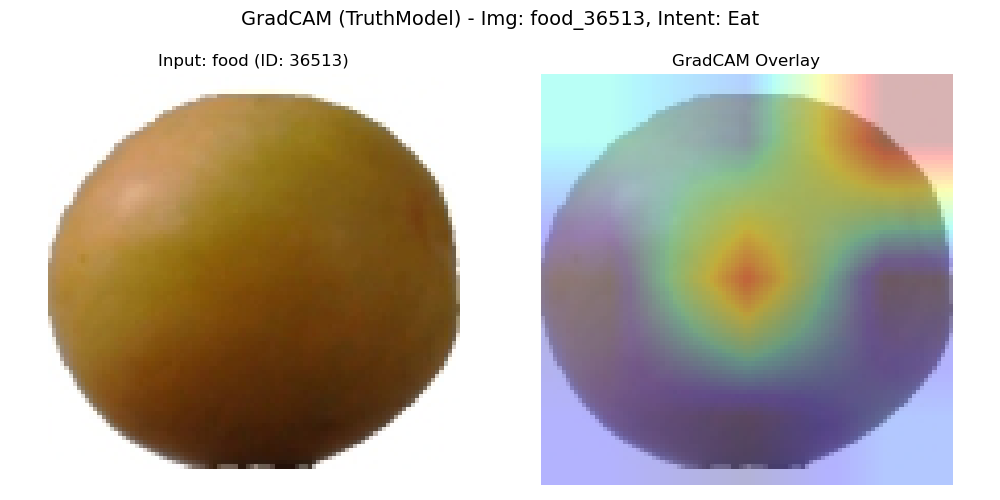 GradCAM (TruthModel) - Img: food_36513, Intent: Eat
Input: food (ID: 36513)
GradCAM Overlay